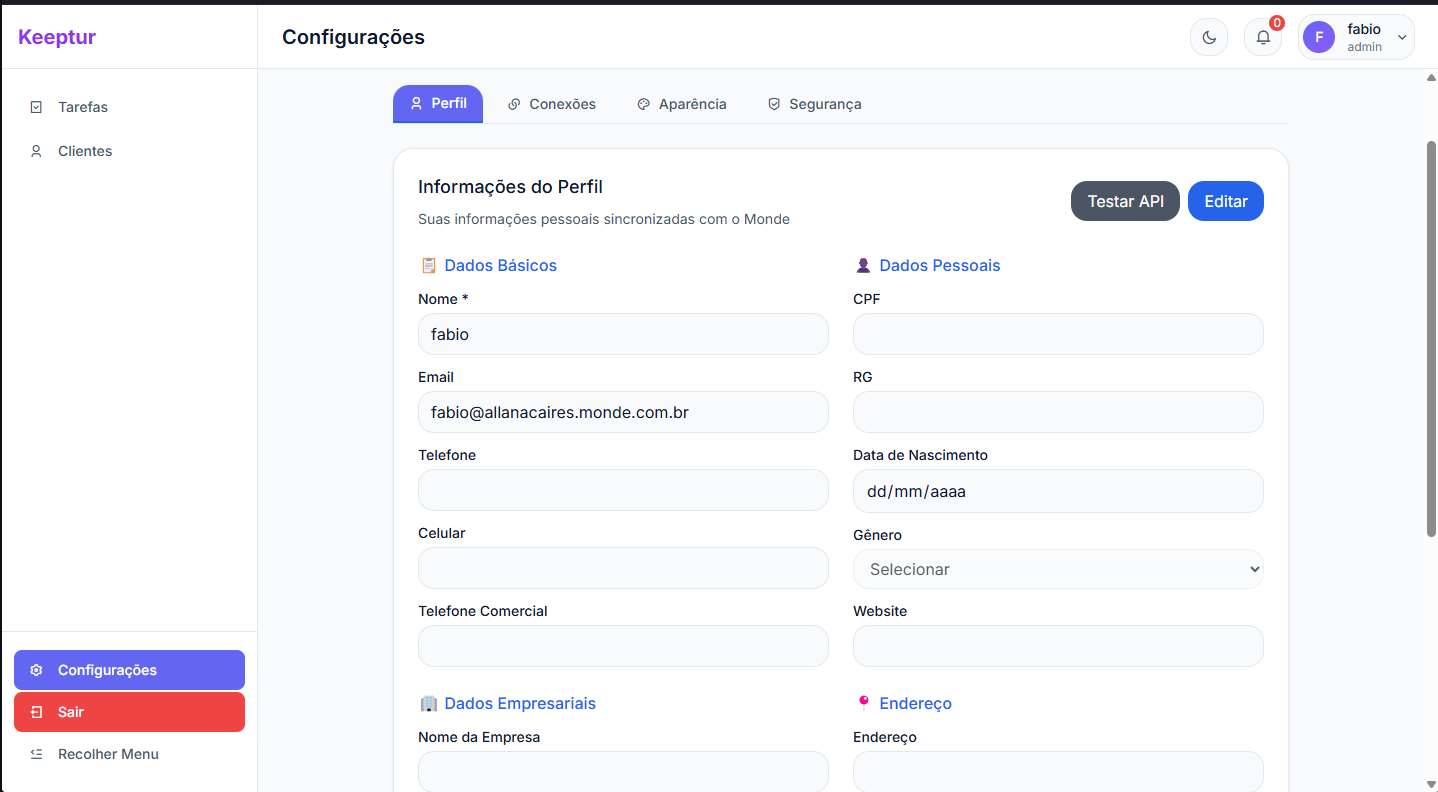 Keeptur
Configurações
0
F
fabio
admin
Tarefas
Clientes
Perfil
Conexões
Aparência
Segurança
Informações do Perfil
Suas informações pessoais sincronizadas com o Monde
Testar API
Editar
Dados Básicos
Nome *
fabio
Email
fabio@allanacaires.monde.com.br
Telefone
Celular
Telefone Comercial
Dados Pessoais
CPF
RG
Data de Nascimento
dd/mm/aaaa
Gênero
Selecionar
Website
Dados Empresariais
Nome da Empresa
Endereço
Endereço
Configurações
Sair
Recolher Menu